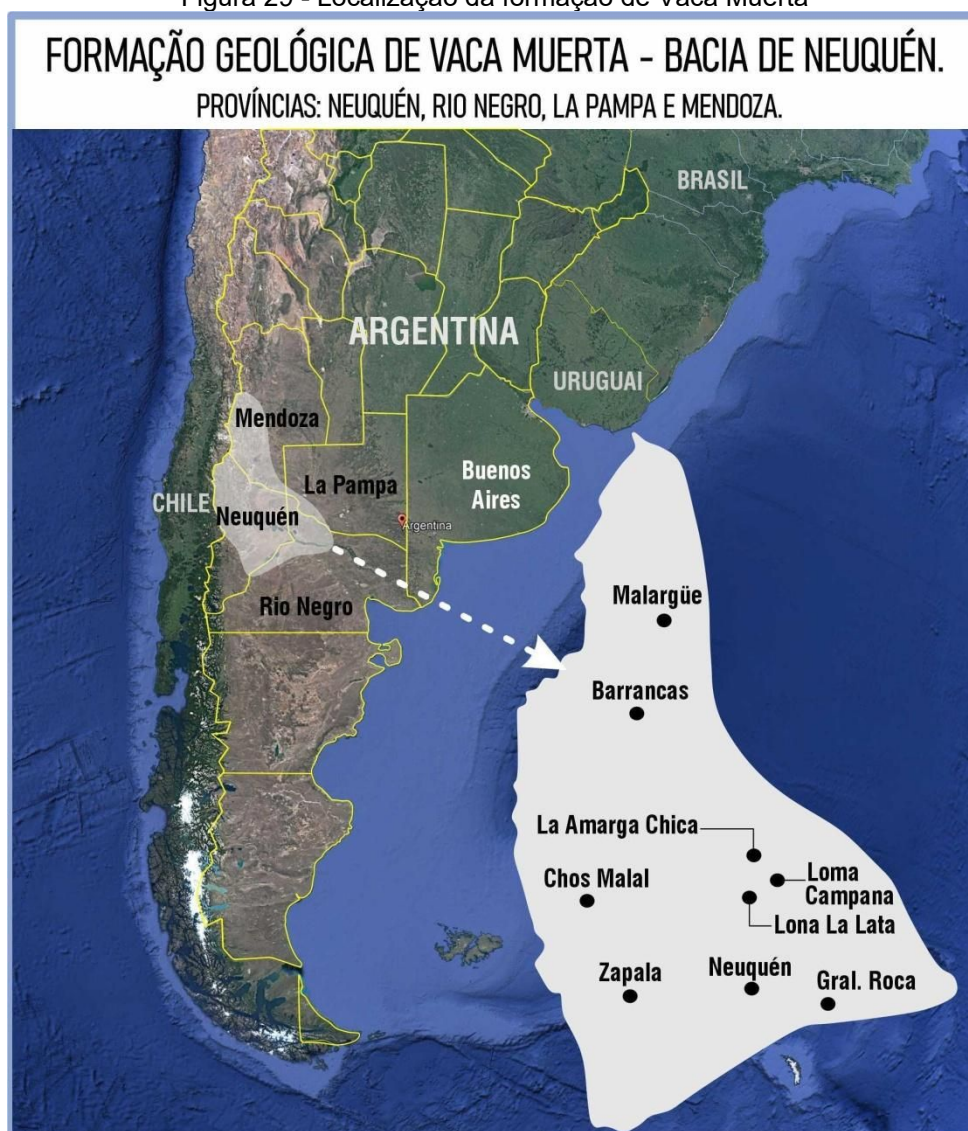 Figura 29 - Localização da formação de Vaca Muerta
FORMAÇÃO GEOLÓGICA DE VACA MUERTA - BACIA DE NEUQUÉN.
PROVÍNCIAS: NEUQUÉN, RIO NEGRO, LA PAMPA E MENDOZA.
BRASIL
ARGENTINA
URUGUAI
Mendoza
CHILE
La Pampa
Buenos
Aires
Neuquén
Argentina
Rio Negro
Malargüe
Barrancas
La Amarga Chica
Chos Malal
Loma
Campana
Lona La Lata
Zapala
Neuquén
Gral. Roca